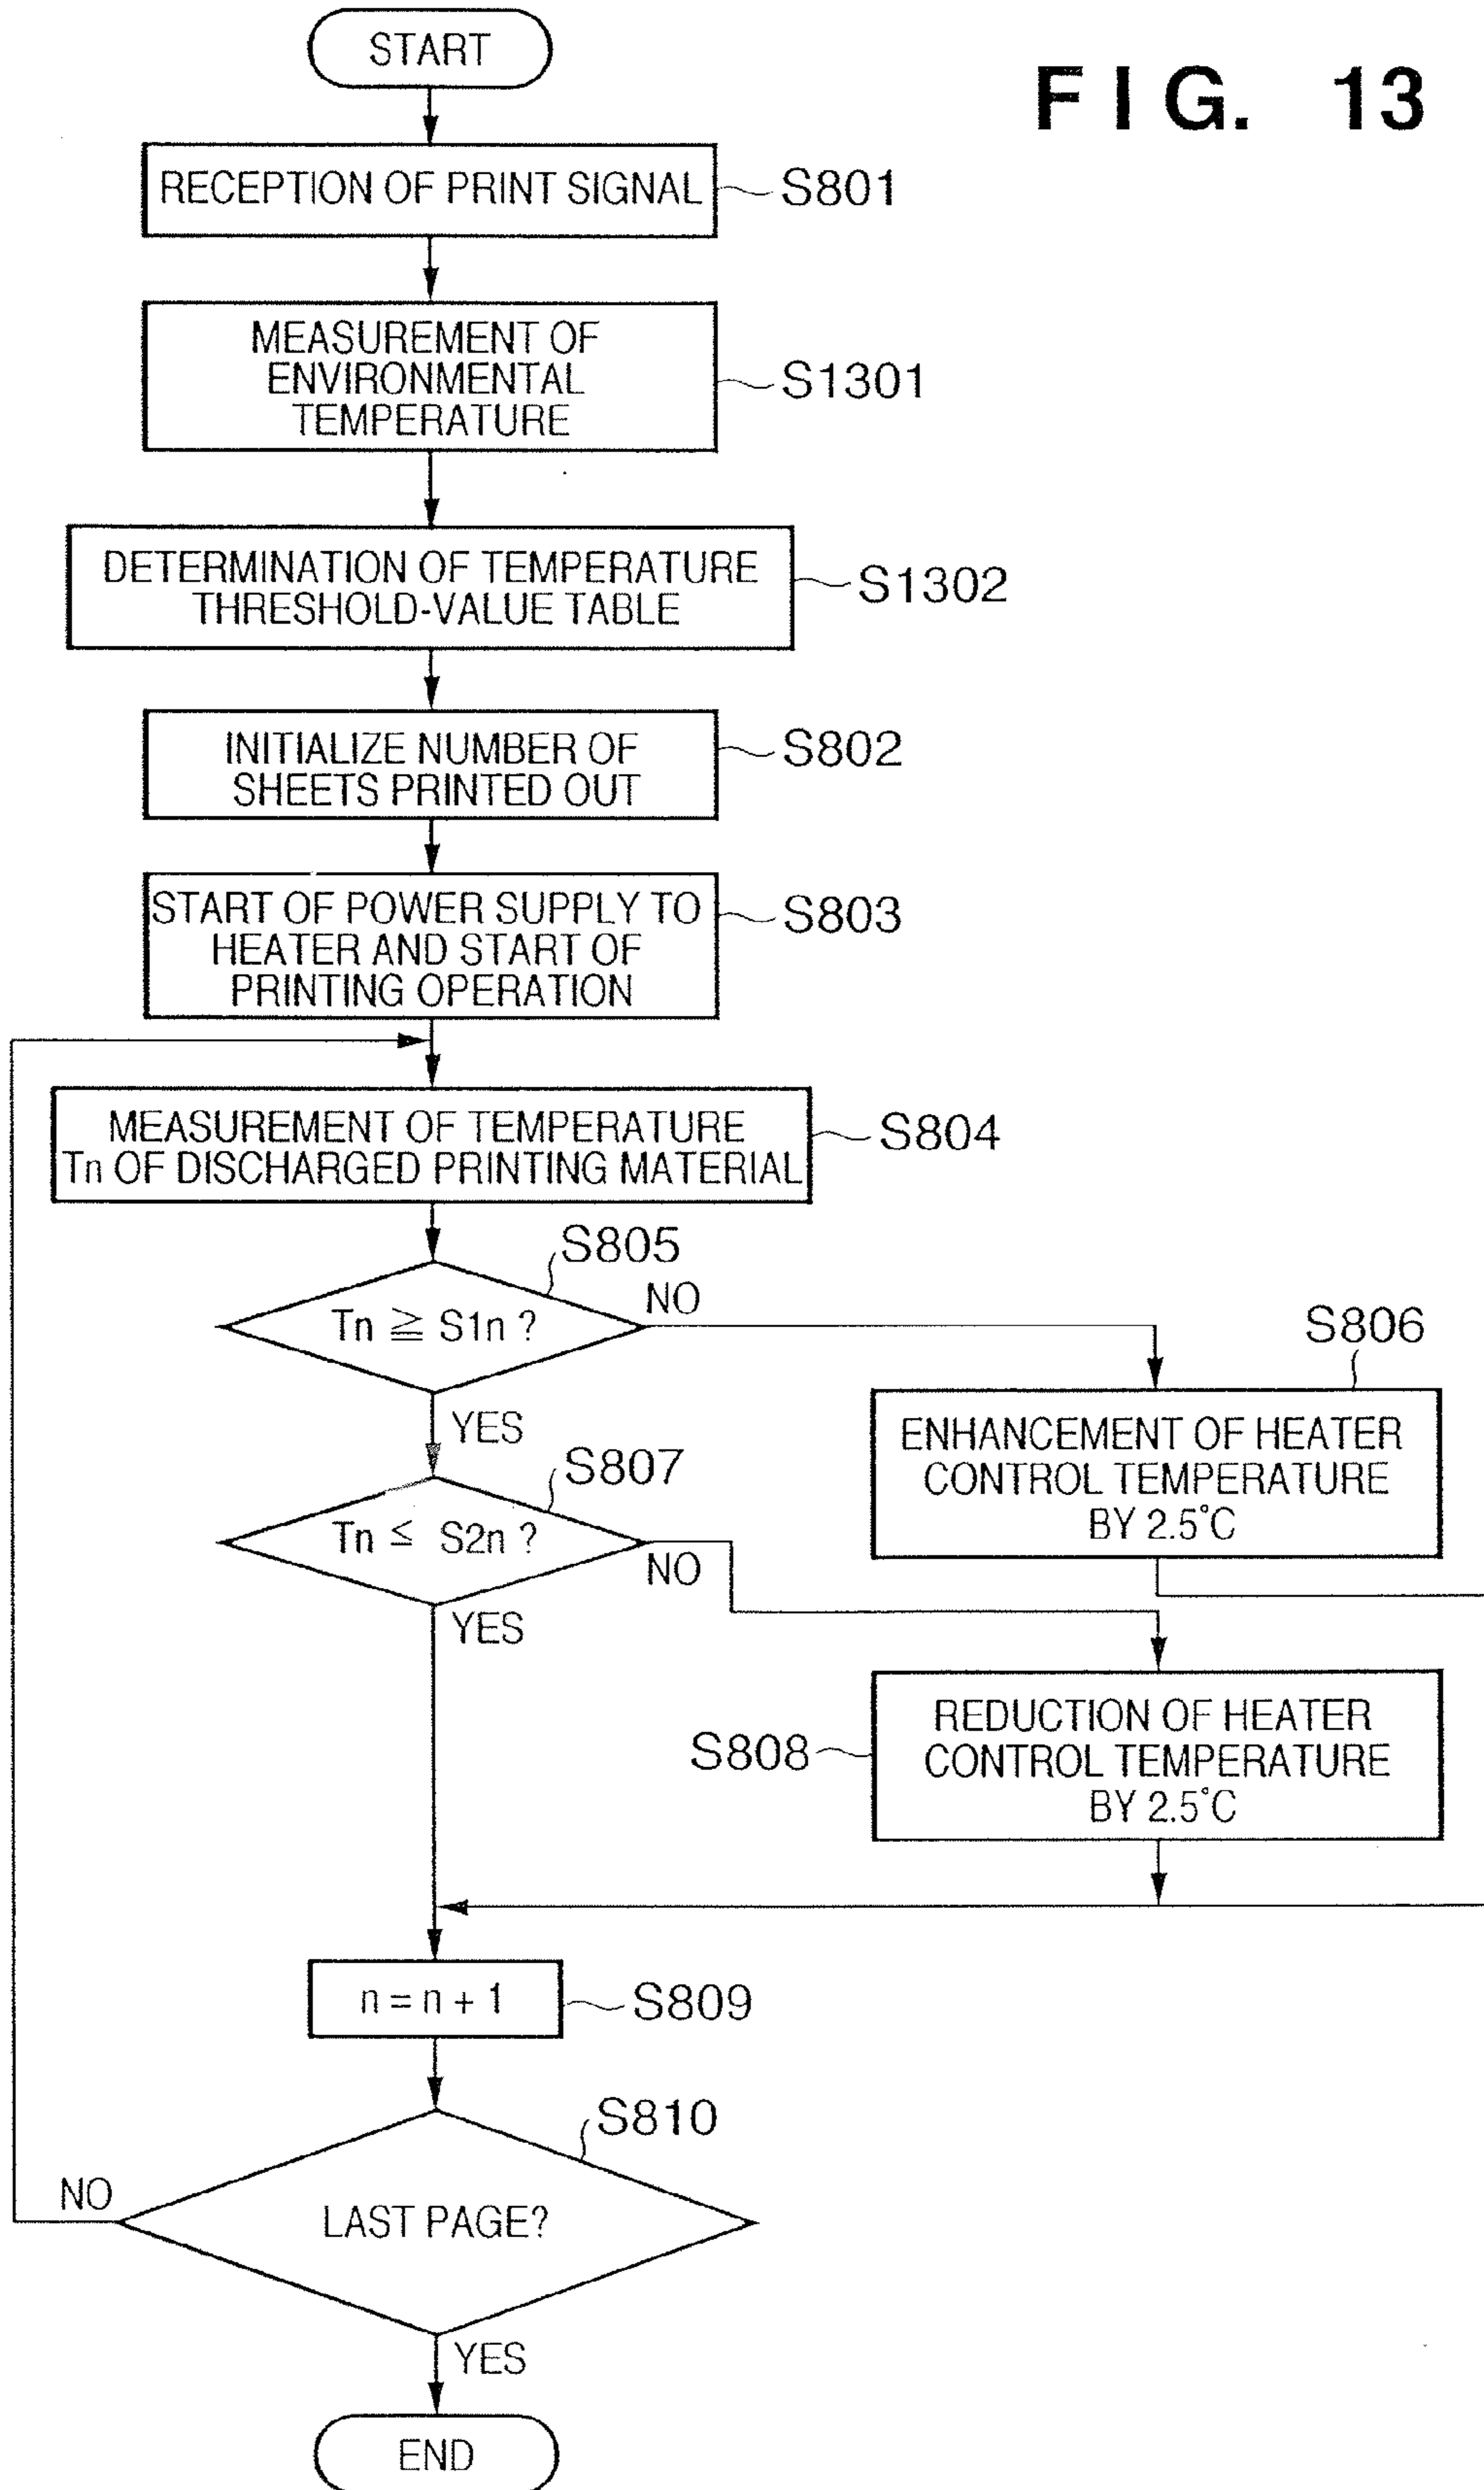 START
FIG. 13
RECEPTION OF PRINT SIGNAL
S801
MEASUREMENT OF
ENVIRONMENTAL
TEMPERATURE
S1301
DETERMINATION OF TEMPERATURE
THRESHOLD-VALUE TABLE
S1302
INITIALIZE NUMBER OF
SHEETS PRINTED OUT
S802
START OF POWER SUPPLY TO
HEATER AND START OF
PRINTING OPERATION
S803
MEASUREMENT OF TEMPERATURE
Tn OF DISCHARGED PRINTING MATERIAL
S804
S805
Tn ≧ S1n ?
NO
YES
S806
ENHANCEMENT OF HEATER
CONTROL TEMPERATURE
BY 2.5°C
S807
Tn ≤ S2n ?
NO
YES
S808
REDUCTION OF HEATER
CONTROL TEMPERATURE
BY 2.5°C
n = n + 1
S809
S810
LAST PAGE?
NO
YES
END